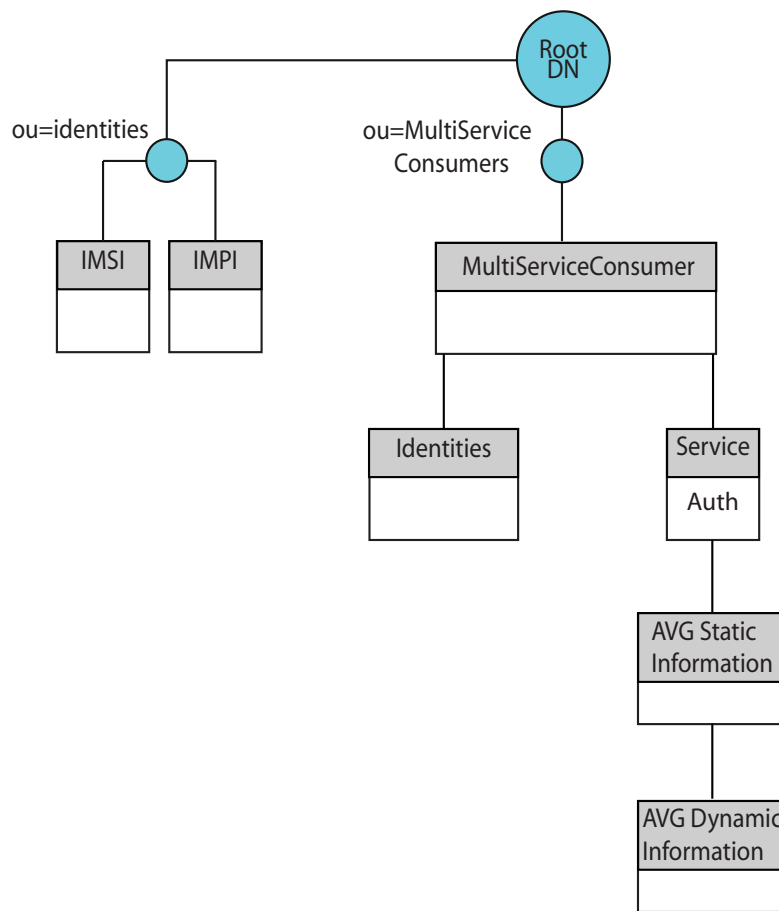 Root
DN
ou=identities
ou=MultiService
Consumers
IMSI
IMPI
MultiServiceConsumer
Identities
Service
Auth
AVG Static
Information
AVG Dynamic
Information